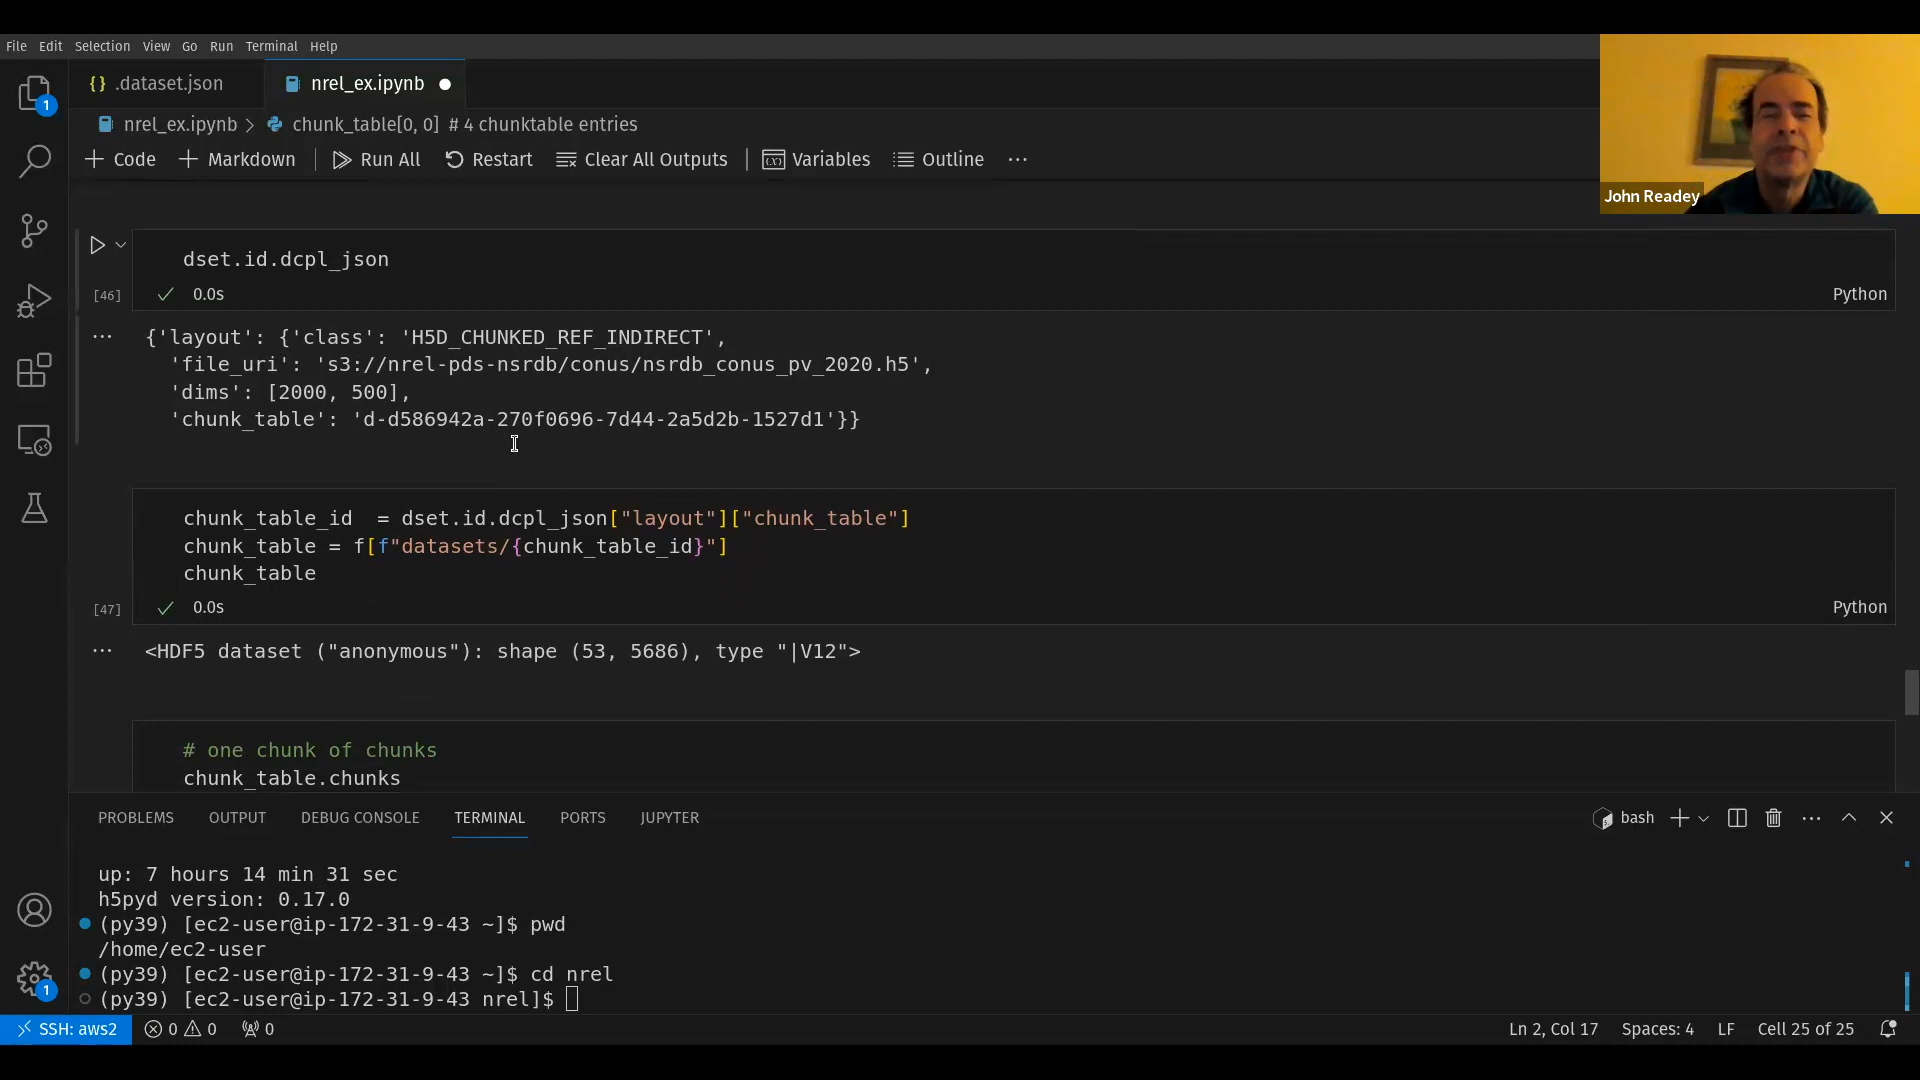 File Edit Selection View Go Run Terminal Help
{} .dataset.json nrel_ex.ipynb
nrel_ex.ipynb > chunk_table[0, 0] # 4 chunktable entries
+ Code + Markdown Run All Restart Clear All Outputs Variables Outline ...
John Readey
dset.id.dcpl_json
[46] 0.0s Python
... {'layout': {'class': 'H5D_CHUNKED_REF_INDIRECT',
'file_uri': 's3://nrel-pds-nsrdb/conus/nsrdb_conus_pv_2020.h5',
'dims': [2000, 500],
'chunk_table': 'd-d586942a-270f0696-7d44-2a5d2b-1527d1'}}
chunk_table_id = dset.id.dcpl_json["layout"]["chunk_table"]
chunk_table = f[f"datasets/{chunk_table_id}"]
chunk_table
[47] 0.0s Python
... <HDF5 dataset ("anonymous"): shape (53, 5686), type "|V12">
# one chunk of chunks
chunk_table.chunks
PROBLEMS OUTPUT DEBUG CONSOLE TERMINAL PORTS JUPYTER bash
up: 7 hours 14 min 31 sec
h5pyd version: 0.17.0
(py39) [ec2-user@ip-172-31-9-43 ~]$ pwd
/home/ec2-user
(py39) [ec2-user@ip-172-31-9-43 ~]$ cd nrel
(py39) [ec2-user@ip-172-31-9-43 nrel]$
SSH: aws2 0 0 0 Ln 2, Col 17 Spaces: 4 LF Cell 25 of 25
1
1